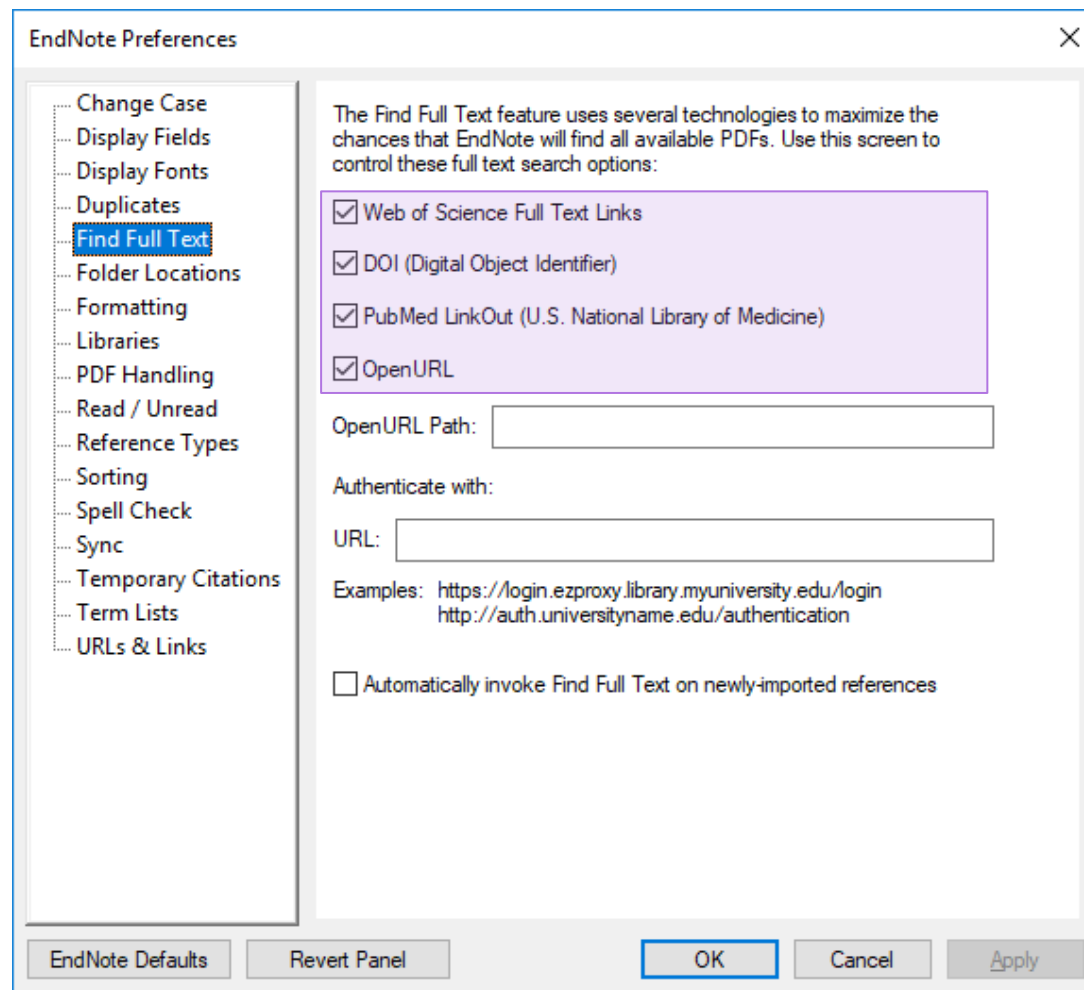 EndNote Preferences
Change Case
Display Fields
Display Fonts
Duplicates
Find Full Text
Folder Locations
Formatting
Libraries
PDF Handling
Read / Unread
Reference Types
Sorting
Spell Check
Sync
Temporary Citations
Term Lists
URLs & Links
The Find Full Text feature uses several technologies to maximize the
chances that EndNote will find all available PDFs. Use this screen to
control these full text search options:
Web of Science Full Text Links
DOI (Digital Object Identifier)
PubMed LinkOut (U.S. National Library of Medicine)
OpenURL
OpenURL Path:
Authenticate with:
URL:
Examples: https://login.ezproxy.library.myuniversity.edu/login
http://auth.universityname.edu/authentication
Automatically invoke Find Full Text on newly-imported references
EndNote Defaults Revert Panel OK Cancel Apply